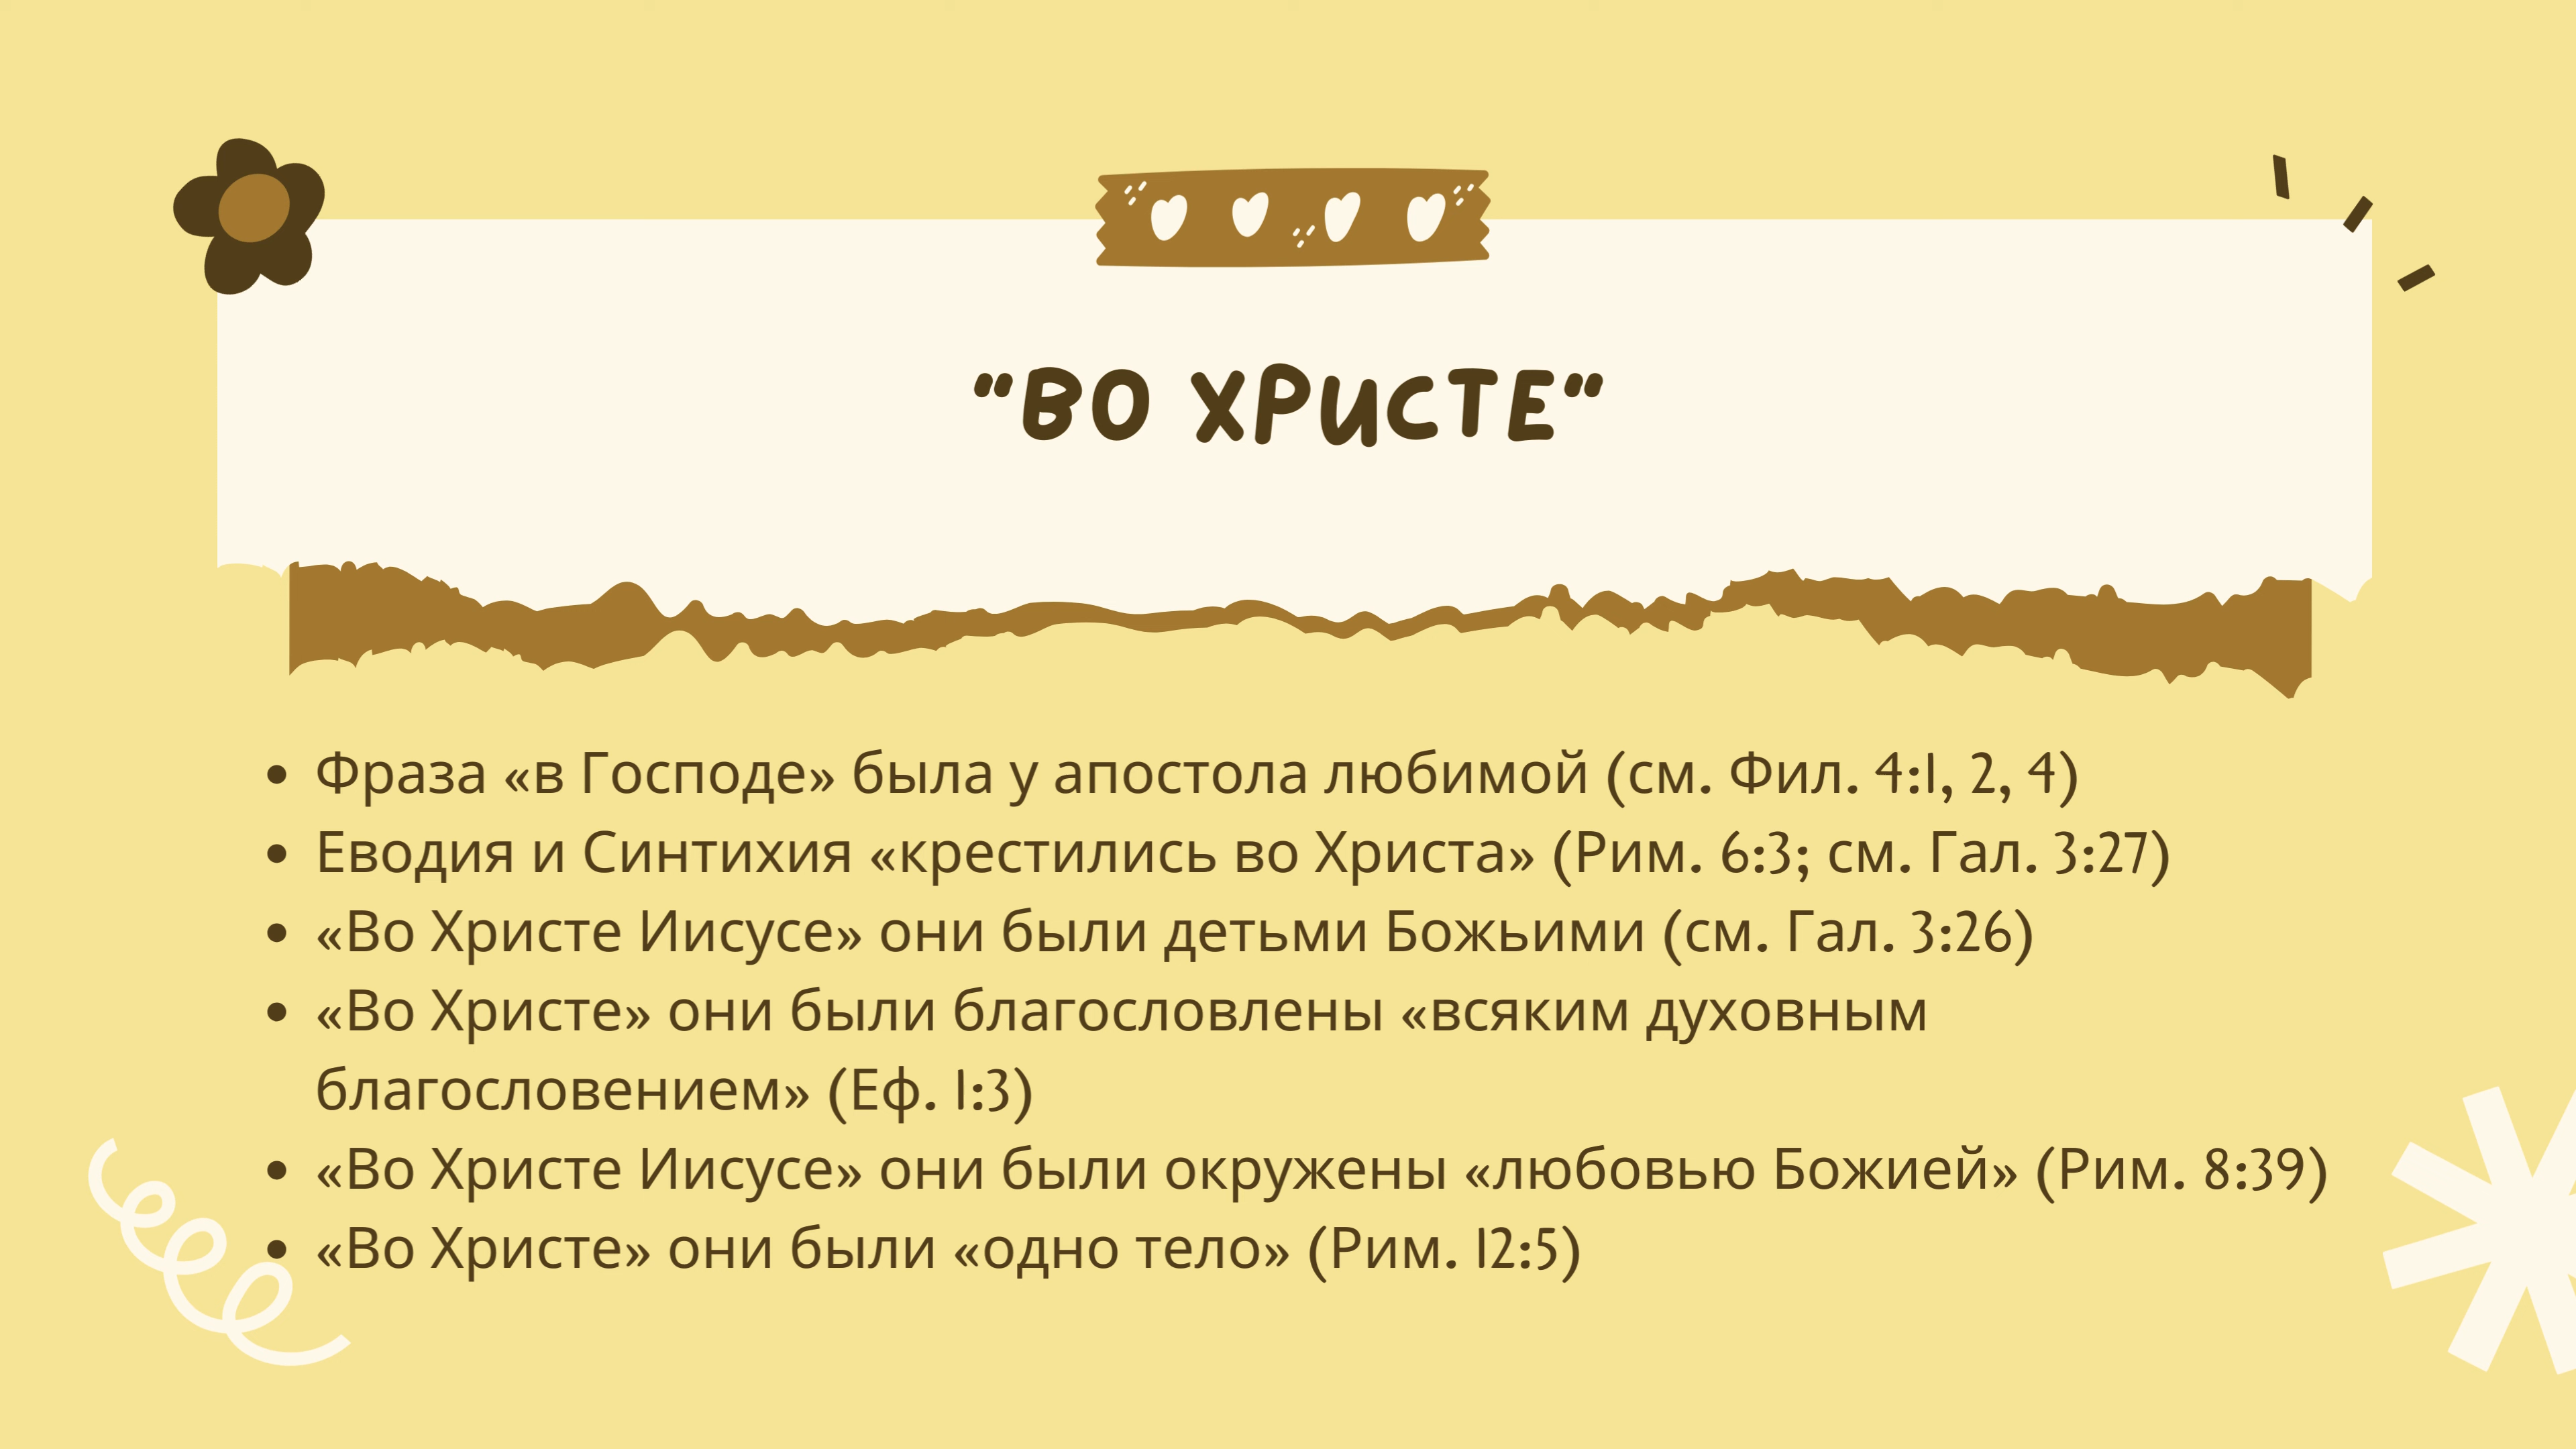 "ВО ХРИСТЕ"
• Фраза «в Господе» была у апостола любимой (см. Фил. 4:1, 2, 4)
• Еводия и Синтихия «крестились во Христа» (Рим. 6:3; см. Гал. 3:27)
• «Во Христе Иисусе» они были детьми Божьими (см. Гал. 3:26)
• «Во Христе» они были благословлены «всяким духовным
благословением» (Еф. 1:3)
• «Во Христе Иисусе» они были окружены «любовью Божией» (Рим. 8:39)
• «Во Христе» они были «одно тело» (Рим. 12:5)